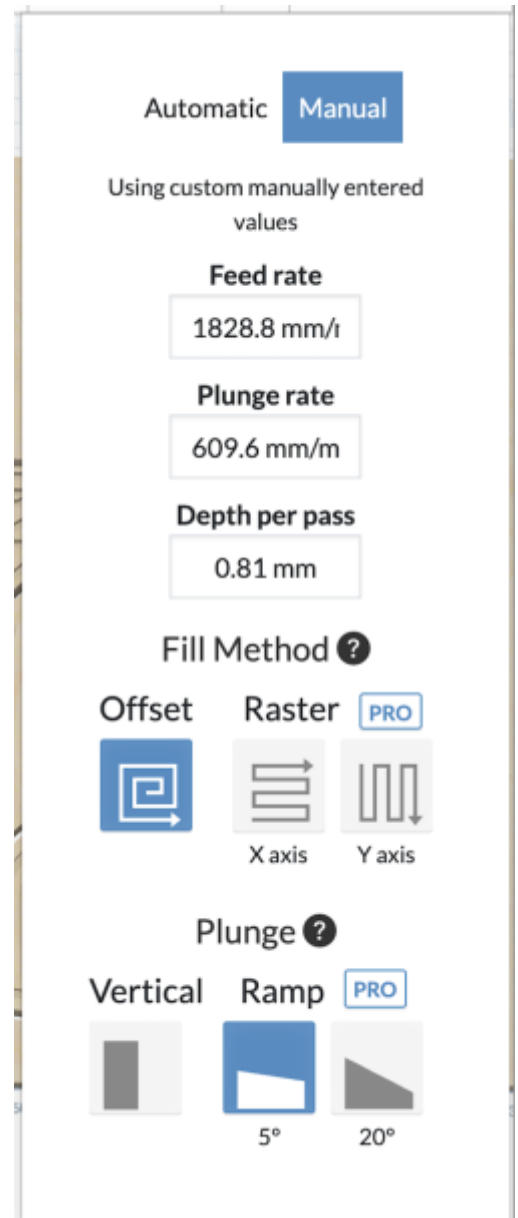 Automatic Manual
Using custom manually entered
values
Feed rate
1828.8 mm/
Plunge rate
609.6 mm/m
Depth per pass
0.81 mm
Fill Method ?
Offset Raster PRO
X axis Y axis
Plunge ?
Vertical Ramp PRO
5° 20°